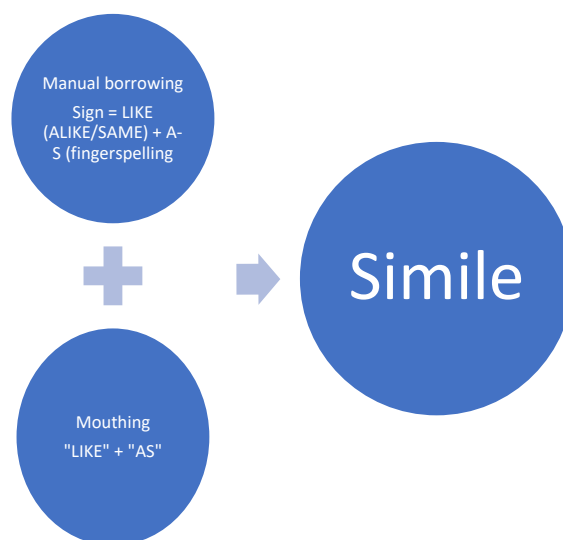 Manual borrowing
Sign = LIKE
(ALIKE/SAME) + A-
S (fingerspelling
Simile
Mouthing
"LIKE" + "AS"